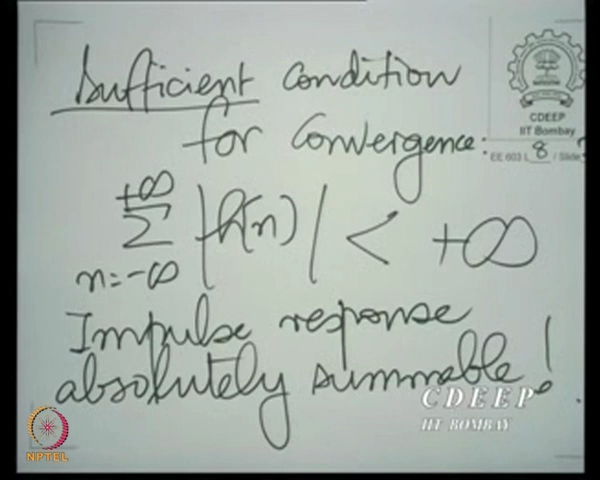 Sufficient condition
for Convergence:
+∞
∑ |h(n)| < +∞
n=-∞
Impulse response
absolutely summable!
CDEEP
IIT Bombay
EE 603 L 8 / Slide
CDEEP
IIT BOMBAY
NPTEL